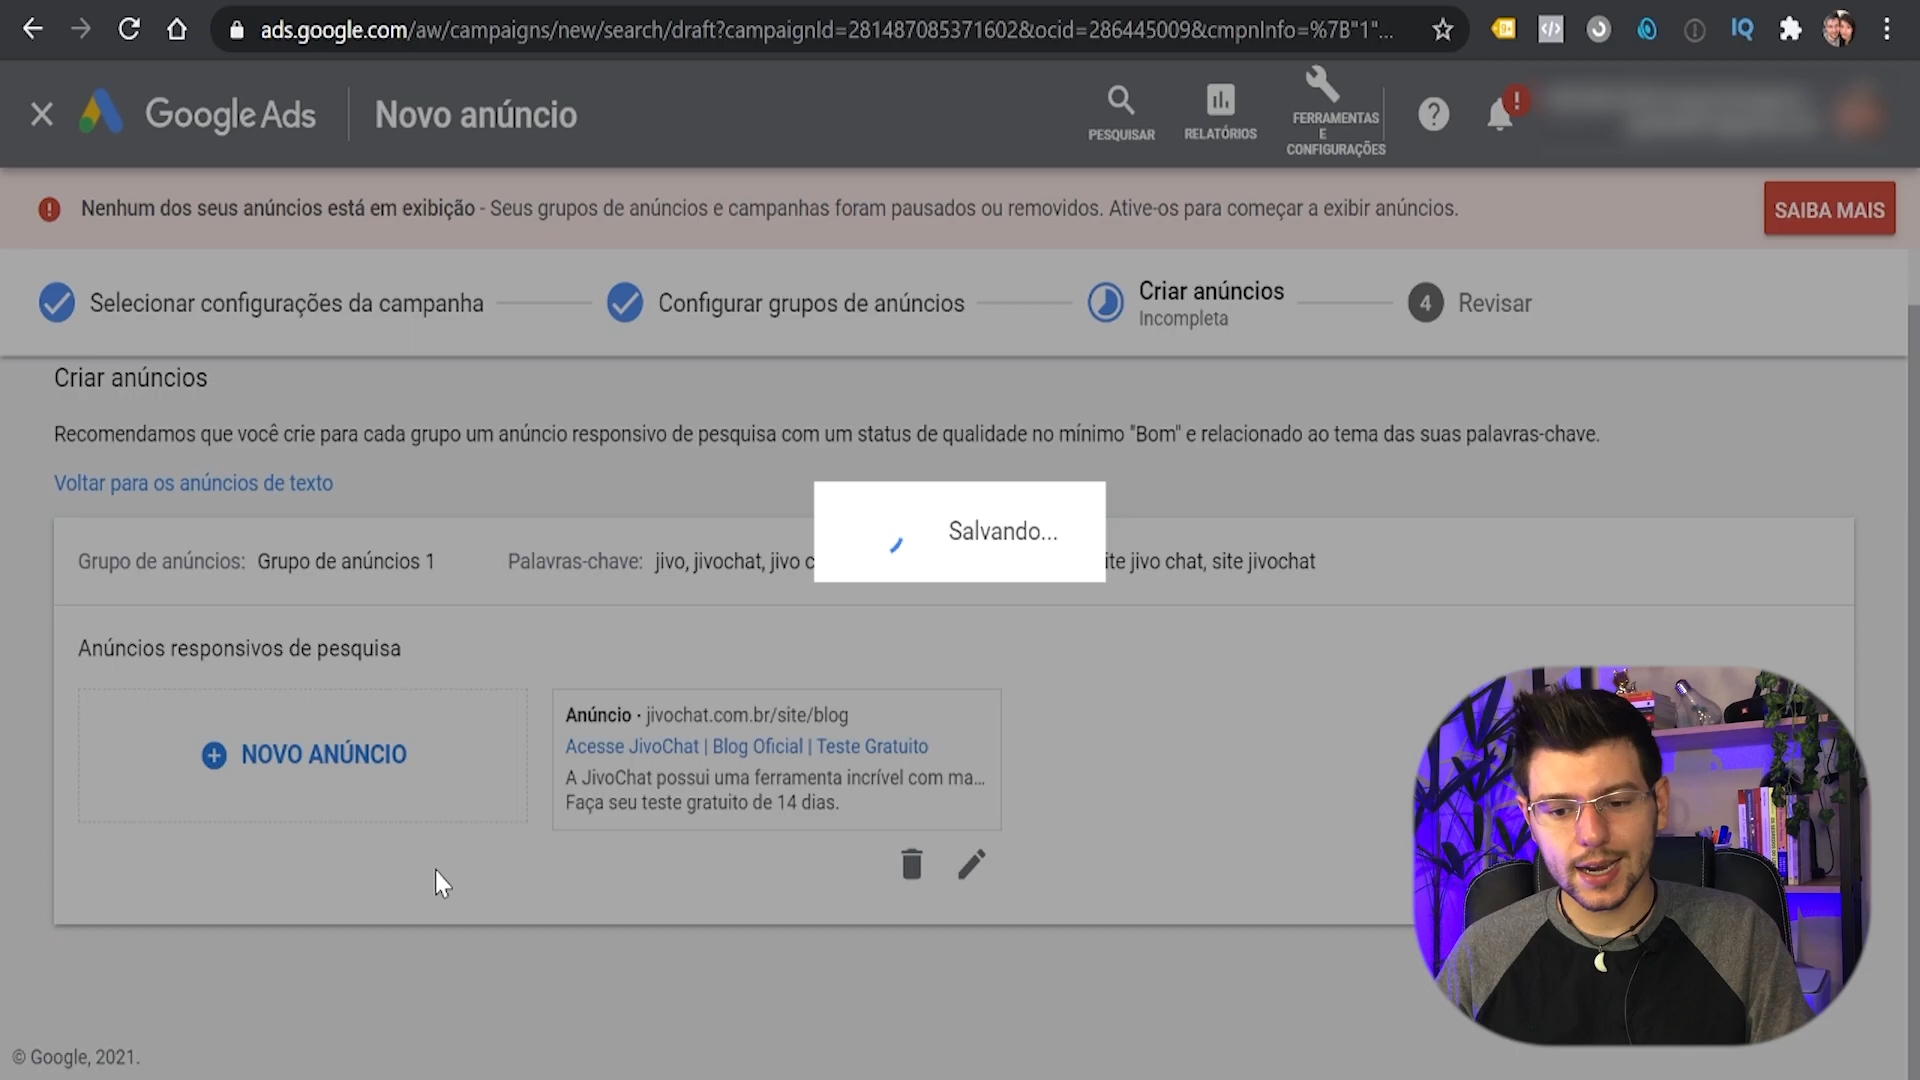 ads.google.com/aw/campaigns/new/search/draft?campaignId=281487085371602&ocid=286445009&cmpnInfo=%7B"1"...
Google Ads
Novo anúncio
PESQUISAR
RELATÓRIOS
FERRAMENTAS
E
CONFIGURAÇÕES
Nenhum dos seus anúncios está em exibição - Seus grupos de anúncios e campanhas foram pausados ou removidos. Ative-os para começar a exibir anúncios.
SAIBA MAIS
Selecionar configurações da campanha
Configurar grupos de anúncios
Criar anúncios
Incompleta
4
Revisar
Criar anúncios
Recomendamos que você crie para cada grupo um anúncio responsivo de pesquisa com um status de qualidade no mínimo "Bom" e relacionado ao tema das suas palavras-chave.
Voltar para os anúncios de texto
Salvando...
Grupo de anúncios: Grupo de anúncios 1
Palavras-chave: jivo, jivochat, jivo c
ite jivo chat, site jivochat
Anúncios responsivos de pesquisa
NOVO ANÚNCIO
Anúncio · jivochat.com.br/site/blog
Acesse JivoChat | Blog Oficial | Teste Gratuito
A JivoChat possui uma ferramenta incrível com ma...
Faça seu teste gratuito de 14 dias.
© Google, 2021.